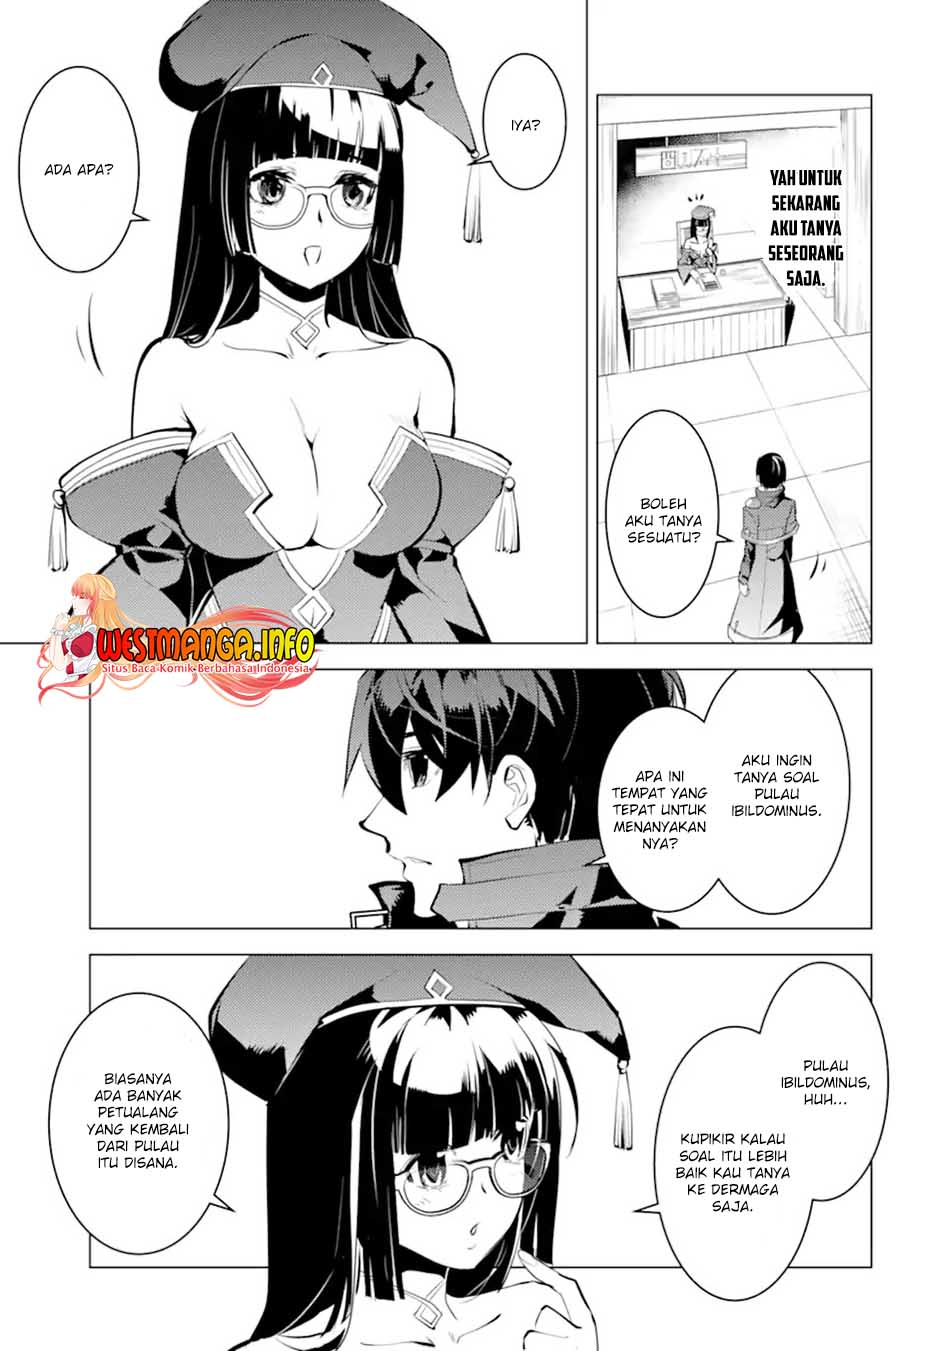 YAH UNTUK
SEKARANG
AKU TANYA
SESEORANG
SAJA.
BOLEH
AKU TANYA
SESUATU?
IYA?
ADA APA?
WESTMANGA.INFO
Situs Baca Komik Berbahasa Indonesia
AKU INGIN
TANYA SOAL
PULAU
IBILDOMINUS.
APA INI
TEMPAT YANG
TEPAT UNTUK
MENANYAKAN
NYA?
PULAU
IBILDOMINUS,
HUH...
KUPIKIR KALAU
SOAL ITU LEBIH
BAIK KAU TANYA
KE DERMAGA
SAJA.
BIASANYA
ADA BANYAK
PETUALANG
YANG KEMBALI
DARI PULAU
ITU DISANA.